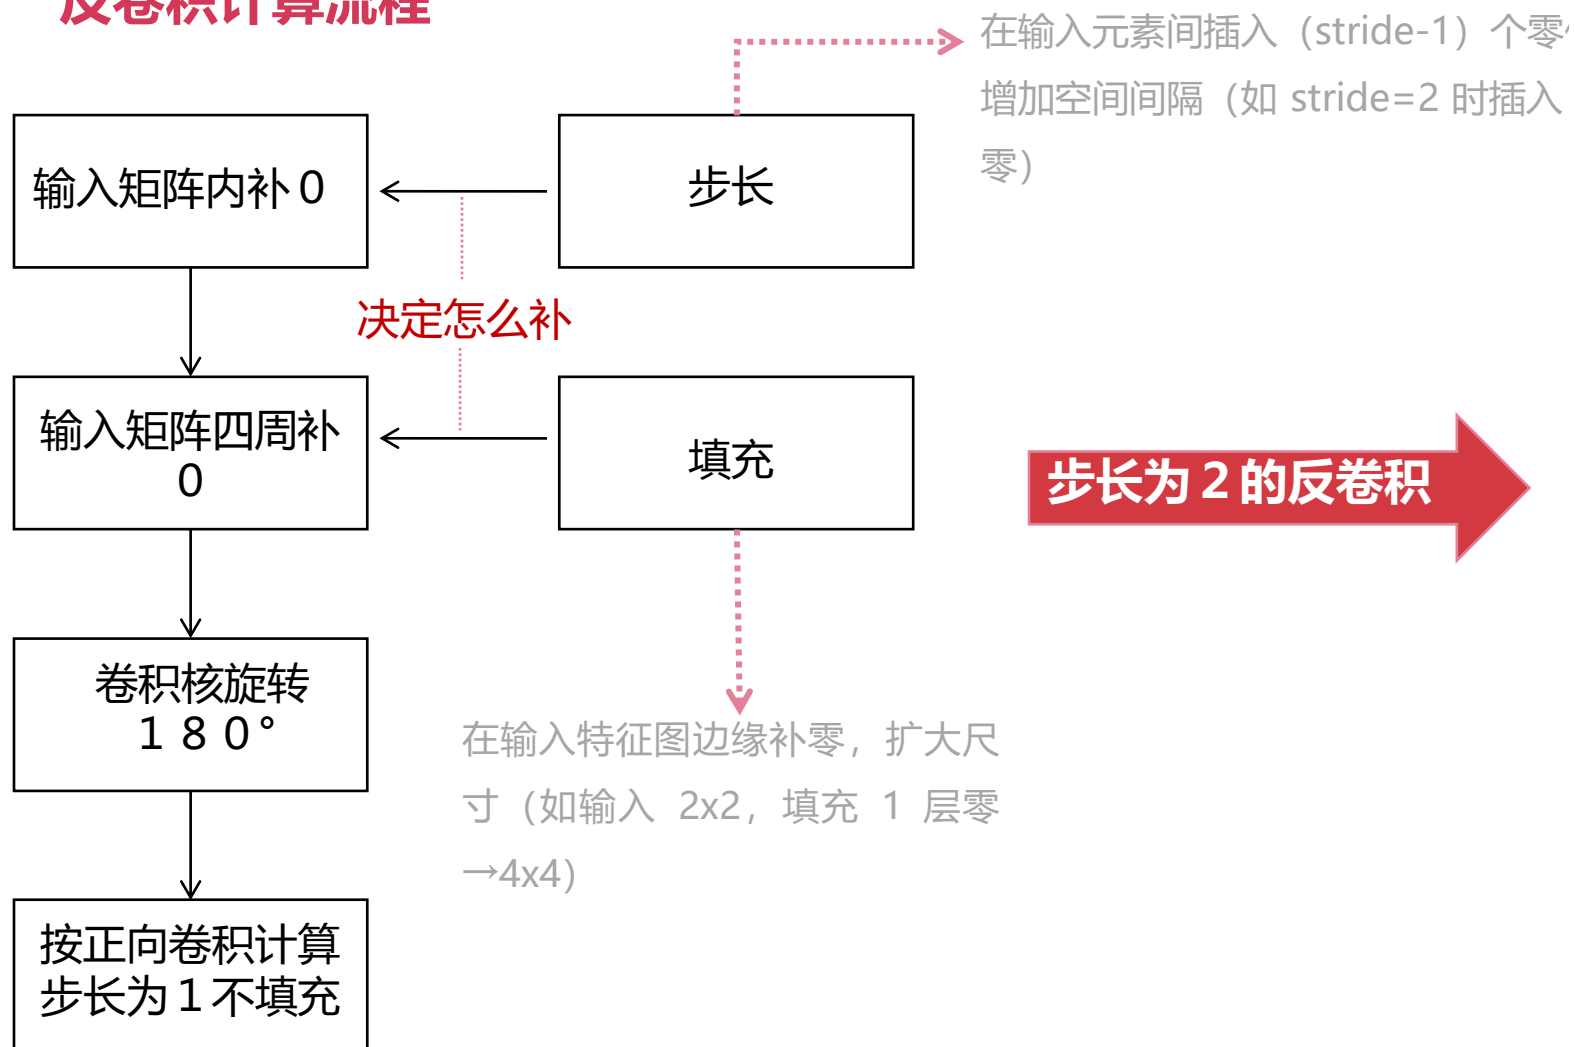 反卷积计算流程
在输入元素间插入（stride-1）个零
增加空间间隔（如 stride=2 时插入
零）
输入矩阵内补0
步长
决定怎么补
输入矩阵四周补
0
填充
步长为2的反卷积
卷积核旋转
180°
在输入特征图边缘补零，扩大尺
寸（如输入 2x2，填充 1 层零
→4x4）
按正向卷积计算
步长为1不填充